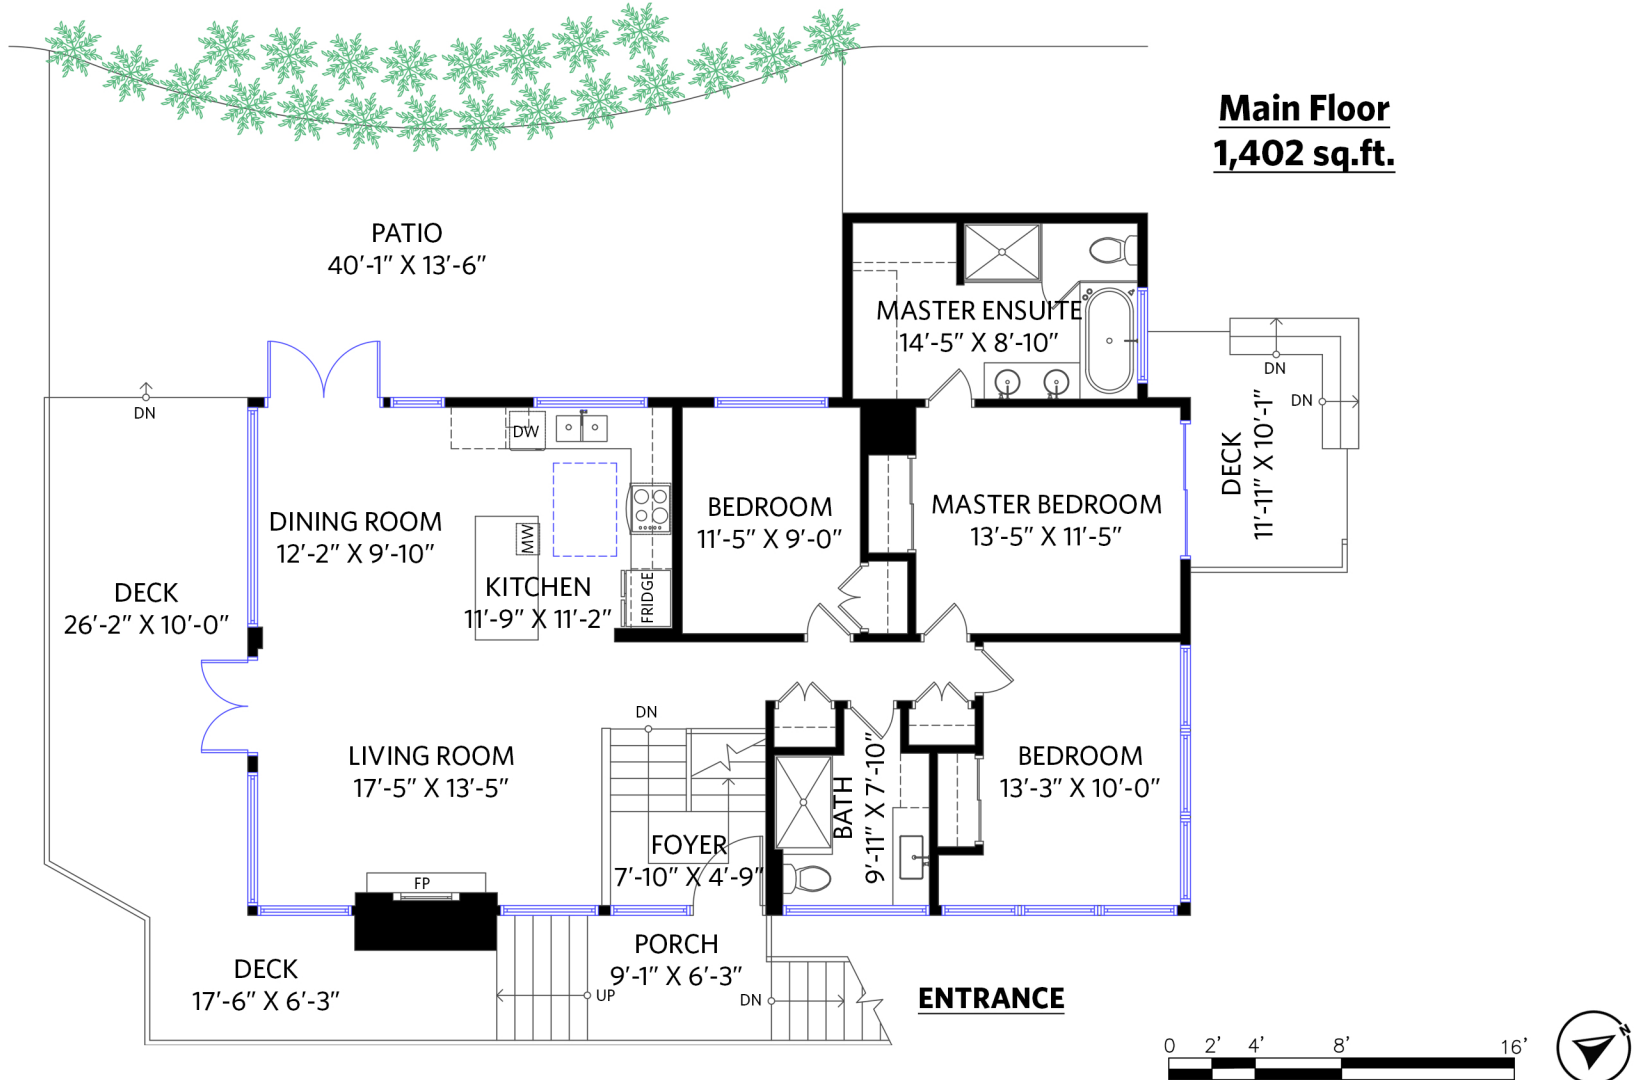 Main Floor
1,402 sq.ft.
PATIO
40'-1" X 13'-6"
MASTER ENSUITE
14'-5" X 8'-10"
DN
DN
DN
DECK
11'-11" X 10'-1"
DW
DINING ROOM
12'-2" X 9'-10"
MW
BEDROOM
11'-5" X 9'-0"
MASTER BEDROOM
13'-5" X 11'-5"
DECK
26'-2" X 10'-0"
KITCHEN
11'-9" X 11'-2"
FRIDGE
DN
LIVING ROOM
17'-5" X 13'-5"
BATH
9'-11" X 7'-10"
BEDROOM
13'-3" X 10'-0"
FOYER
7'-10" X 4'-9"
FP
DECK
17'-6" X 6'-3"
UP
PORCH
9'-1" X 6'-3"
DN
ENTRANCE
0 2' 4' 8' 16'
N